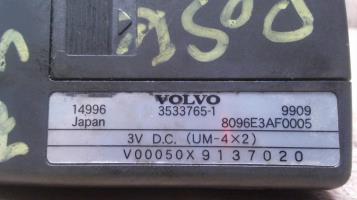 VOLVO
14996 3533765-1 9909
Japan 8096E3AF0005
3V D.C. (UM-4×2)
V00050X9137020